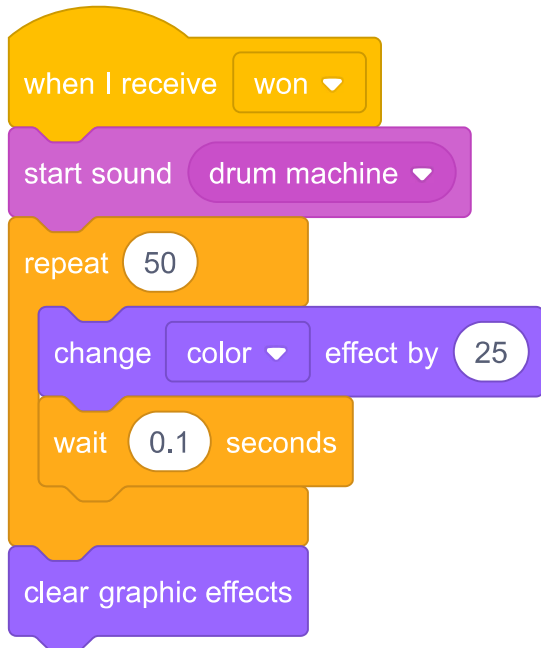 when I receive won
start sound drum machine
repeat 50
change color effect by 25
wait 0.1 seconds
clear graphic effects